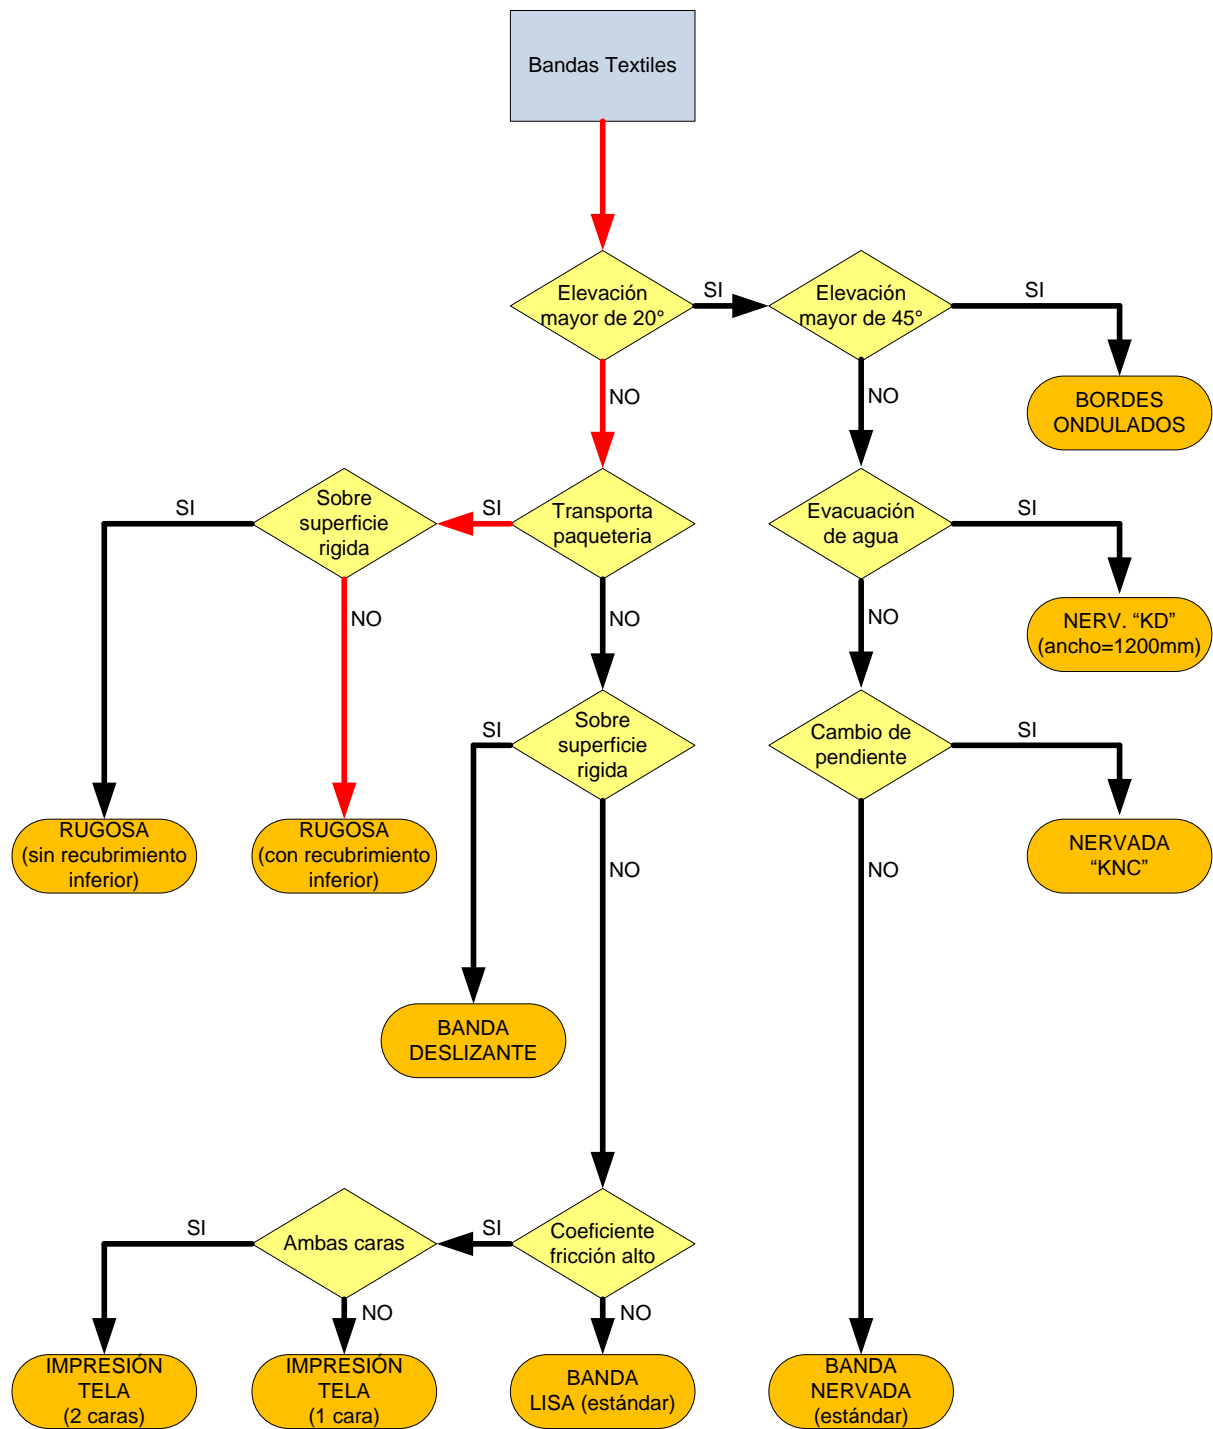 Bandas Textiles
Elevación
mayor de 20°
SI
Elevación
mayor de 45°
SI
NO
NO
BORDES
ONDULADOS
SI
Sobre
superficie
rigida
SI
Transporta
paqueteria
Evacuación
de agua
SI
NO
NO
NO
NERV. “KD”
(ancho=1200mm)
SI
Sobre
superficie
rigida
Cambio de
pendiente
SI
RUGOSA
(sin recubrimiento
inferior)
RUGOSA
(con recubrimiento
inferior)
NO
NO
NERVADA
“KNC”
BANDA
DESLIZANTE
SI
Ambas caras
SI
Coeficiente
fricción alto
NO
NO
IMPRESIÓN
TELA
(2 caras)
IMPRESIÓN
TELA
(1 cara)
BANDA
LISA (estándar)
BANDA
NERVADA
(estándar)